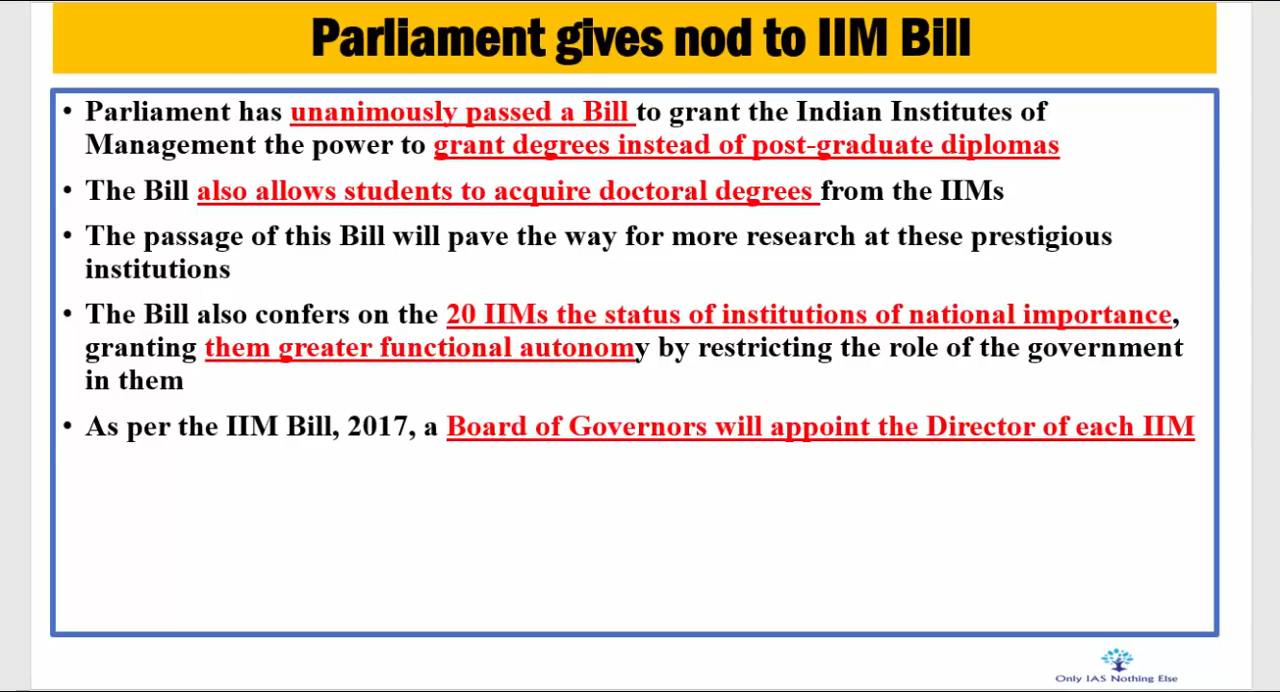 Parliament gives nod to IIM Bill
• Parliament has unanimously passed a Bill to grant the Indian Institutes of
Management the power to grant degrees instead of post-graduate diplomas
• The Bill also allows students to acquire doctoral degrees from the IIMs
• The passage of this Bill will pave the way for more research at these prestigious
institutions
• The Bill also confers on the 20 IIMs the status of institutions of national importance,
granting them greater functional autonomy by restricting the role of the government
in them
• As per the IIM Bill, 2017, a Board of Governors will appoint the Director of each IIM
Only IAS Nothing Else